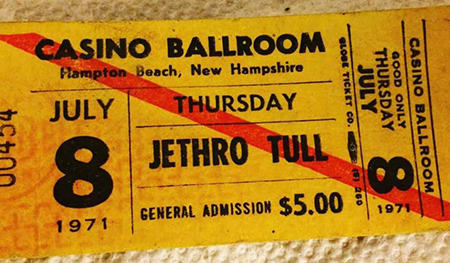 00454
CASINO BALLROOM
Hampton Beach, New Hampshire
JULY
8
1971
THURSDAY
JETHRO TULL
GENERAL ADMISSION $5.00
GLOBE TICKET CO.
GOOD ONLY
THURSDAY
JULY
8
1971
CASINO BALLROOM